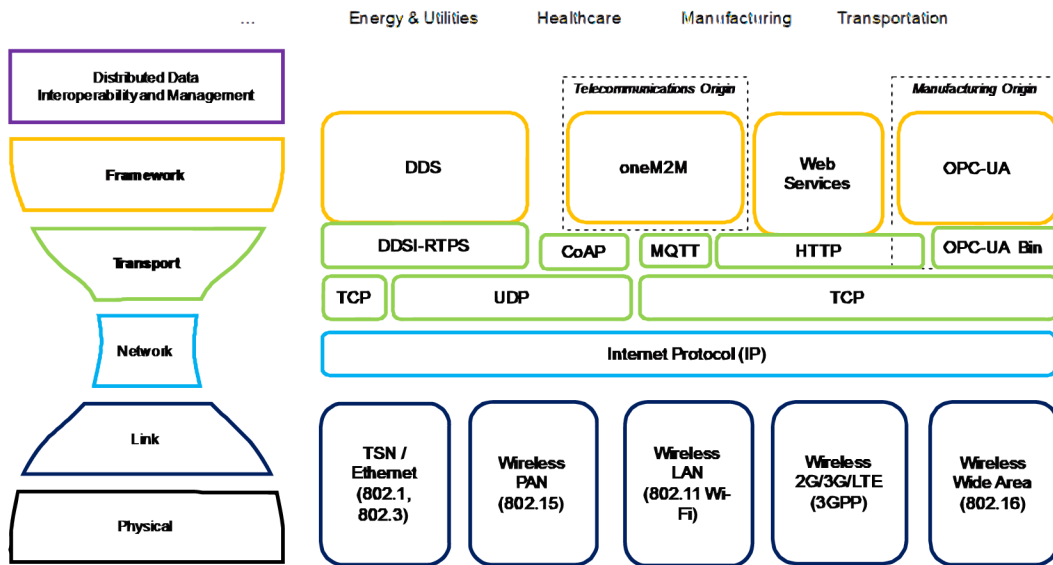 ... Energy & Utilities Healthcare Manufacturing Transportation
Distributed Data
Interoperability and Management
Telecommunications Origin
Manufacturing Origin
Framework
DDS
oneM2M
Web
Services
OPC-UA
Transport
DDSI-RTPS
CoAP
MQTT
HTTP
OPC-UA Bin
TCP
UDP
TCP
Network
Internet Protocol (IP)
Link
TSN /
Ethernet
(802.1,
802.3)
Wireless
PAN
(802.15)
Wireless
LAN
(802.11 Wi-
Fi)
Wireless
2G/3G/LTE
(3GPP)
Wireless
Wide Area
(802.16)
Physical